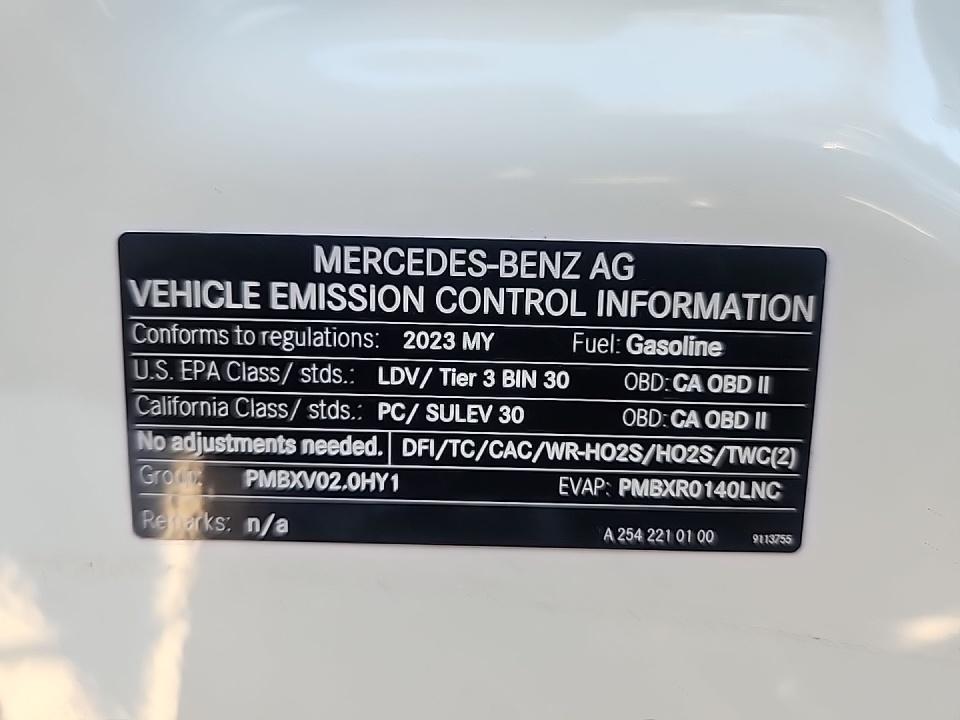 MERCEDES-BENZ AG
VEHICLE EMISSION CONTROL INFORMATION
Conforms to regulations: 2023 MY Fuel: Gasoline
U.S. EPA Class/ stds.: LDV/ Tier 3 BIN 30 OBD: CA OBD II
California Class/ stds.: PC/ SULEV 30 OBD: CA OBD II
No adjustments needed. DFI/TC/CAC/WR-HO2S/HO2S/TWC(2)
Group: PMBXV02.0HY1 EVAP: PMBXR0140LNC
Remarks: n/a A 254 221 01 00 9113755